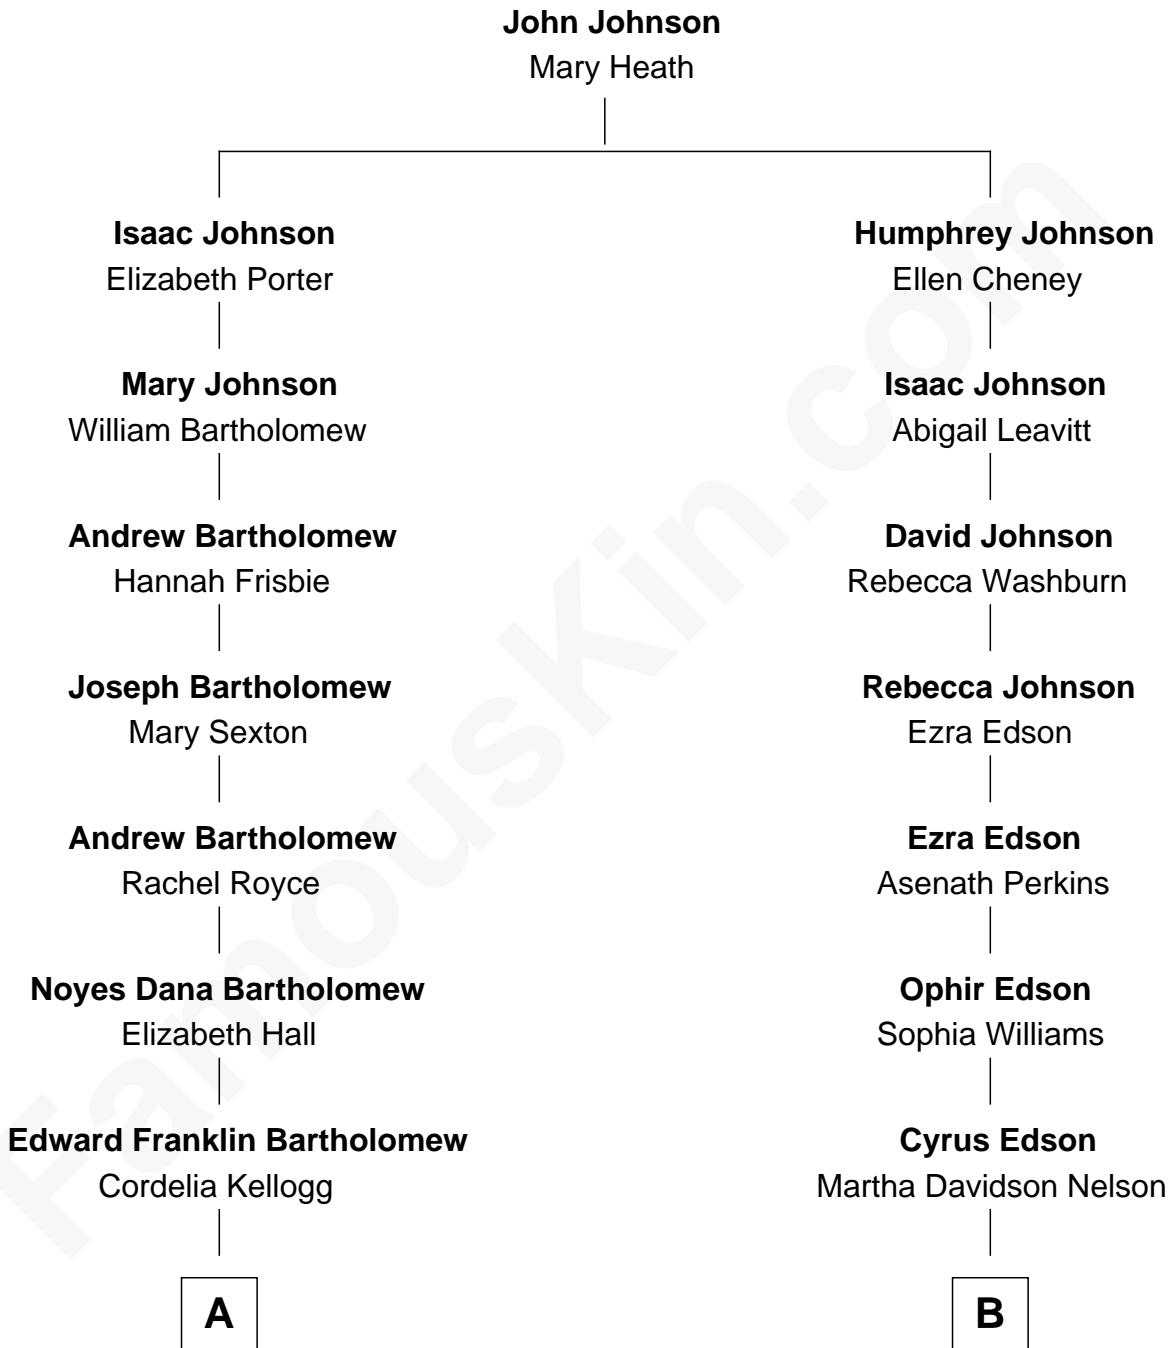 John Johnson
Mary Heath
Isaac Johnson
Elizabeth Porter
Mary Johnson
William Bartholomew
Andrew Bartholomew
Hannah Frisbie
Joseph Bartholomew
Mary Sexton
Andrew Bartholomew
Rachel Royce
Noyes Dana Bartholomew
Elizabeth Hall
Edward Franklin Bartholomew
Cordelia Kellogg
A
Humphrey Johnson
Ellen Cheney
Isaac Johnson
Abigail Leavitt
David Johnson
Rebecca Washburn
Rebecca Johnson
Ezra Edson
Ezra Edson
Asenath Perkins
Ophir Edson
Sophia Williams
Cyrus Edson
Martha Davidson Nelson
B
FamousKin.com